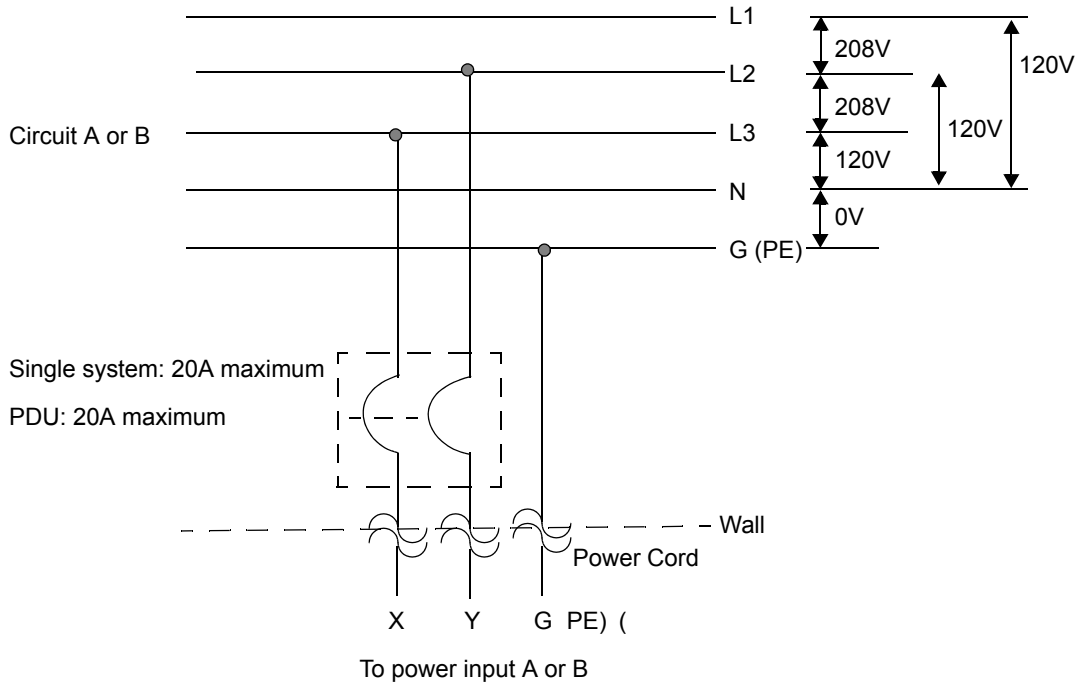 L1
208V
120V
L2
208V
Circuit A or B
L3
120V
120V
N
0V
G (PE)
Single system: 20A maximum
PDU: 20A maximum
Wall
Power Cord
X Y G PE) (
To power input A or B